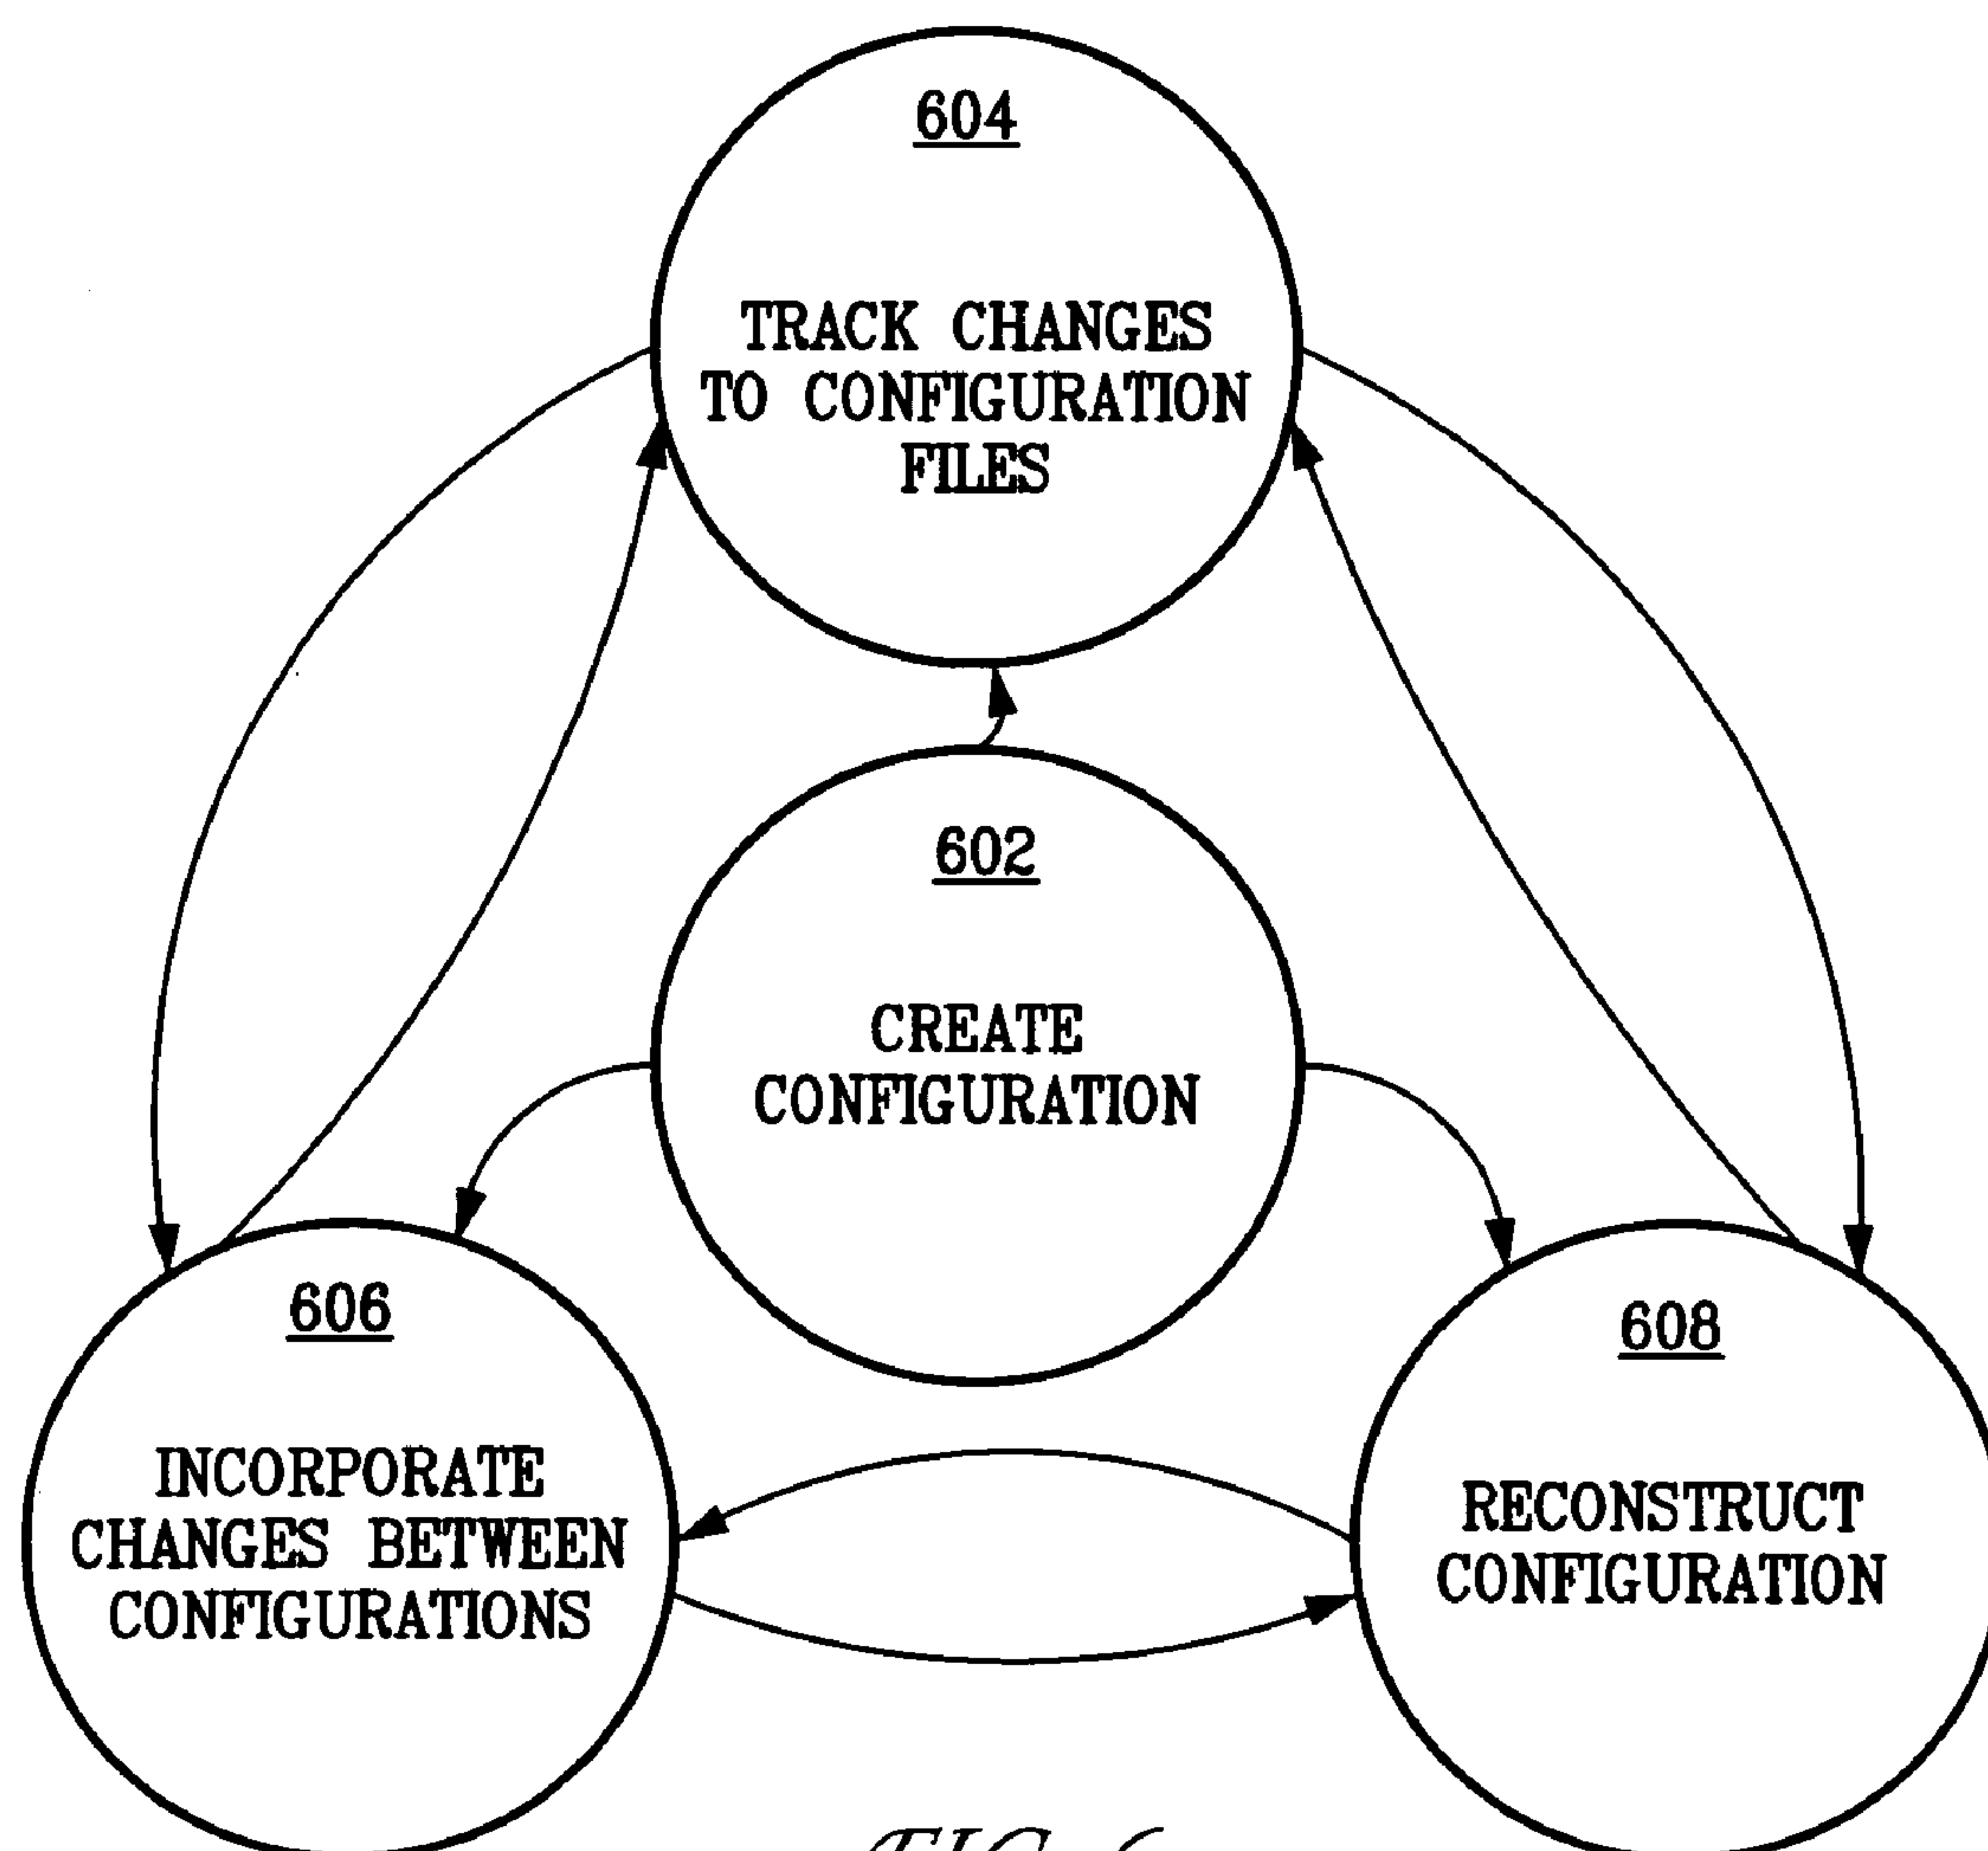 604
TRACK CHANGES
TO CONFIGURATION
FILES
602
CREATE
CONFIGURATION
606
INCORPORATE
CHANGES BETWEEN
CONFIGURATIONS
608
RECONSTRUCT
CONFIGURATION